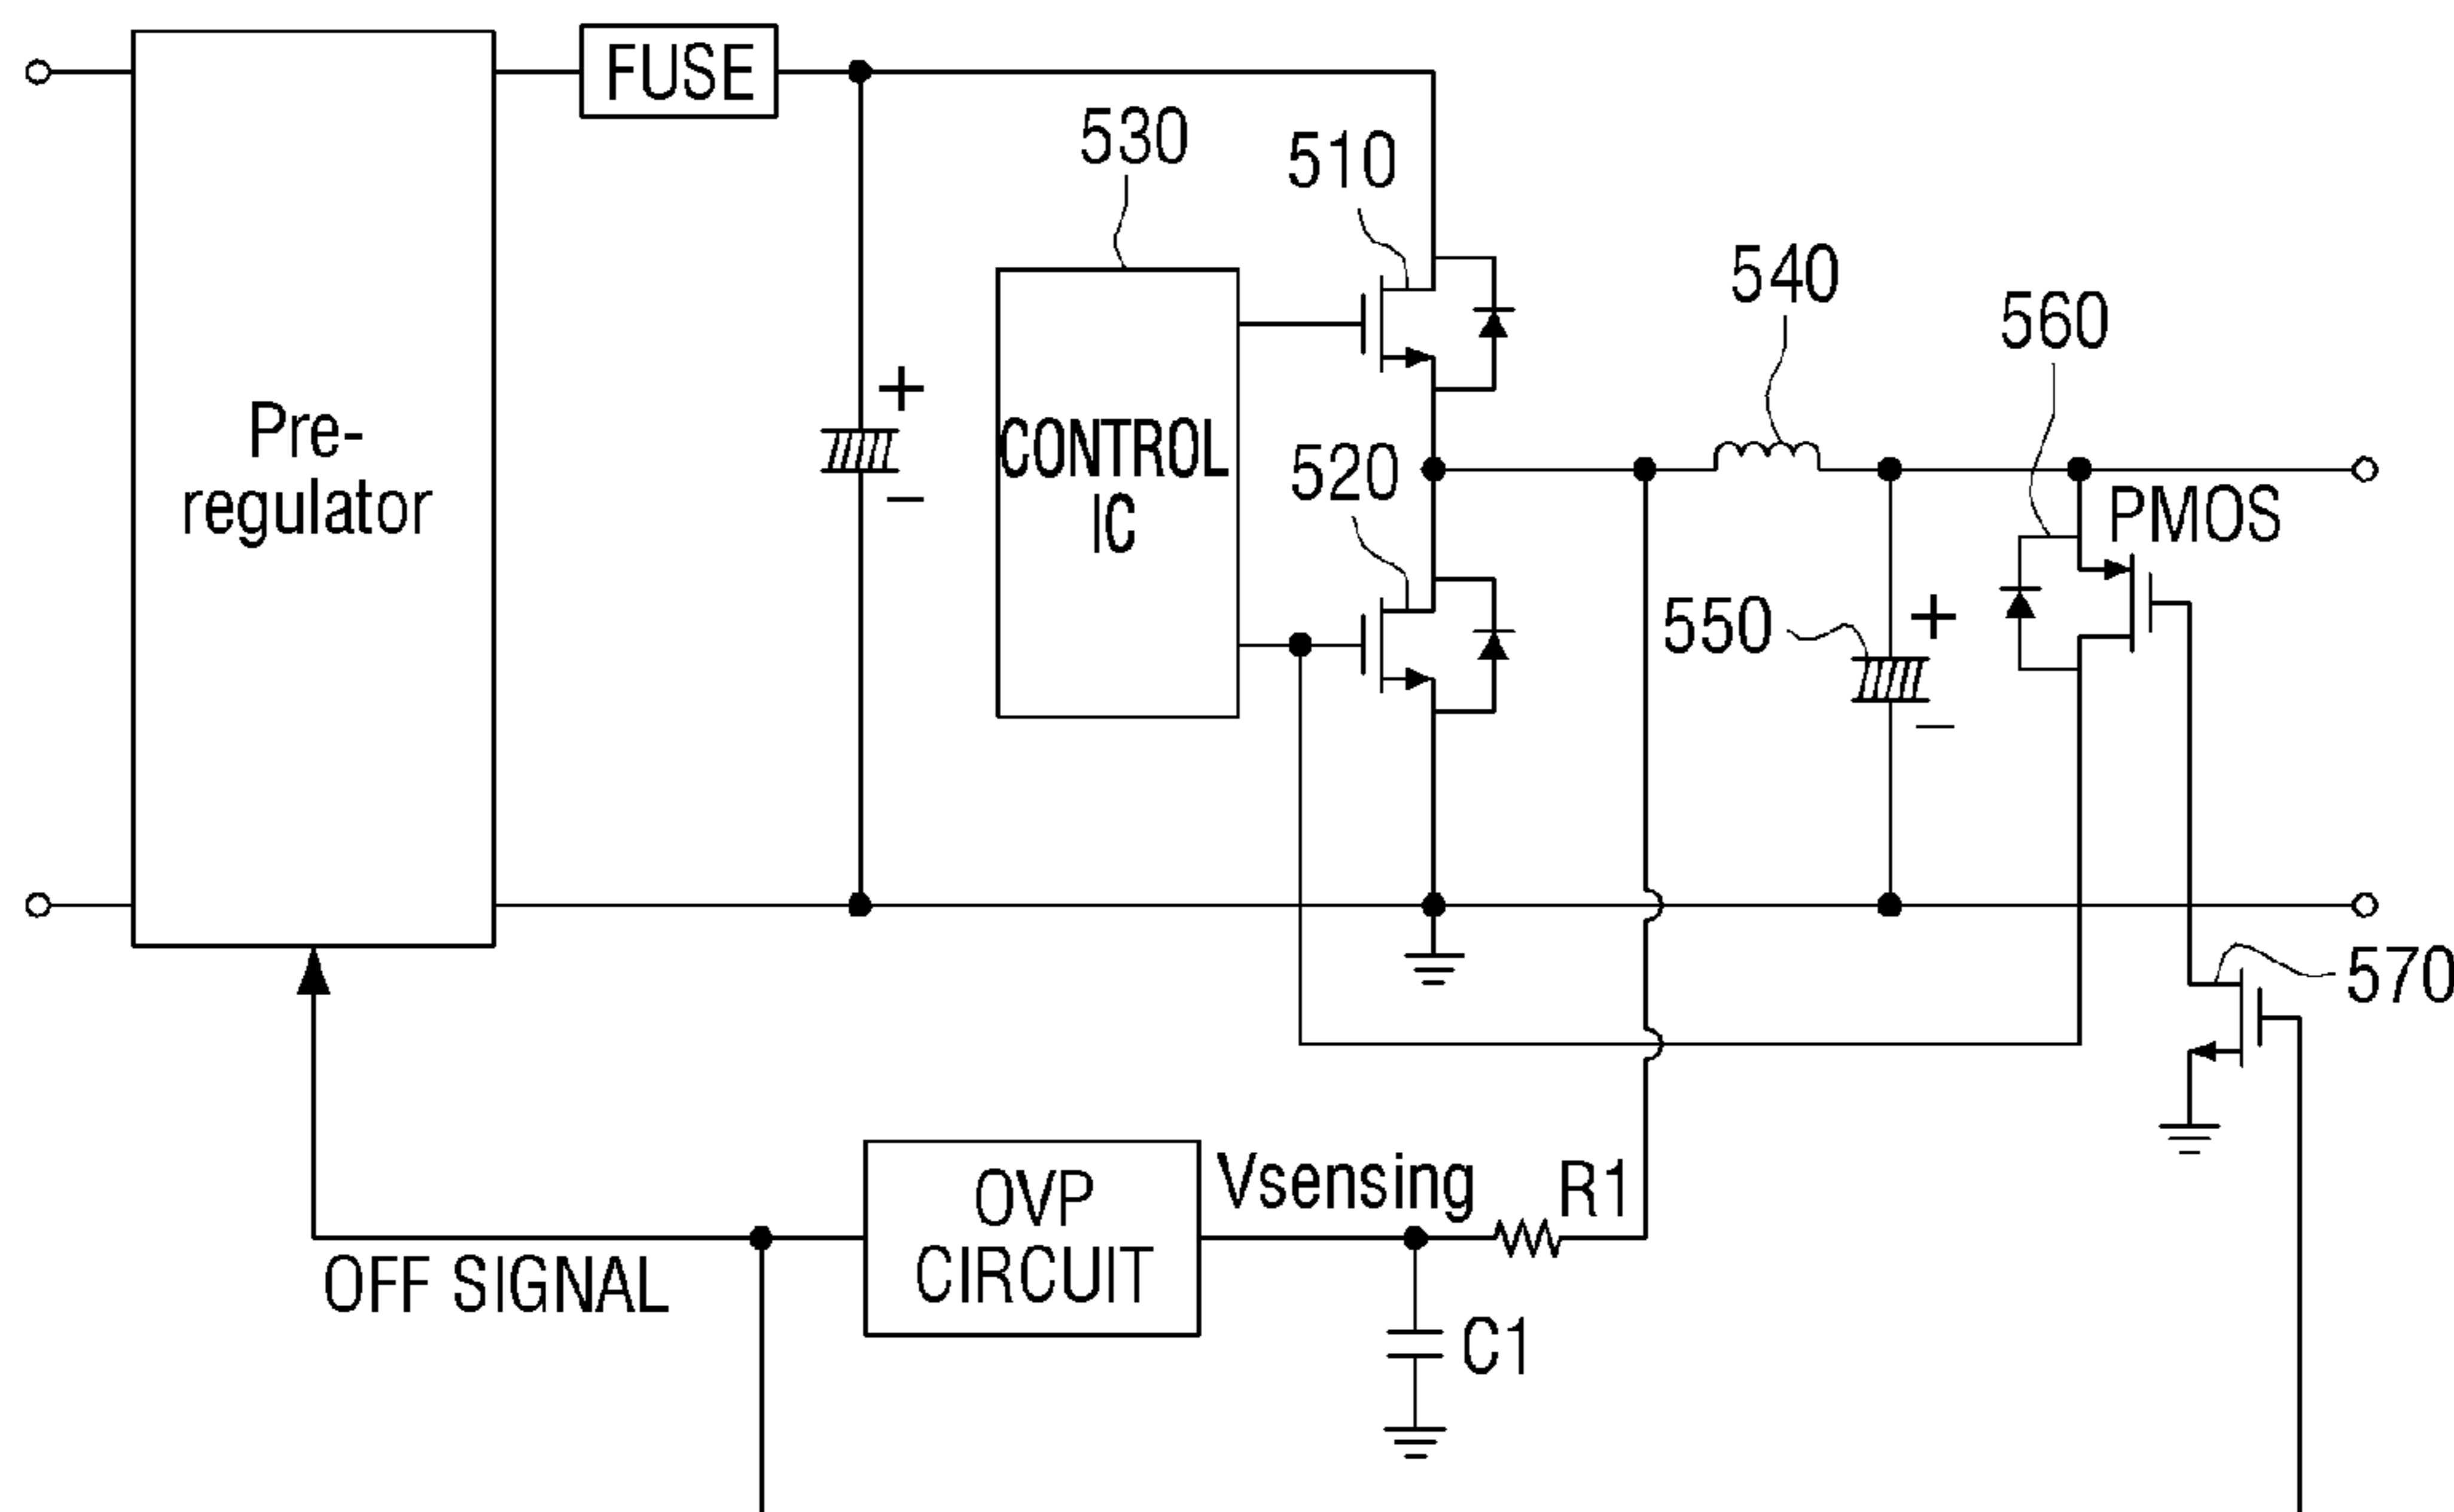 FUSE
530
510
540
560
Pre-
regulator
+
−
CONTROL
IC
520
PMOS
550
+
−
570
OVP
CIRCUIT
Vsensing
R1
OFF SIGNAL
C1